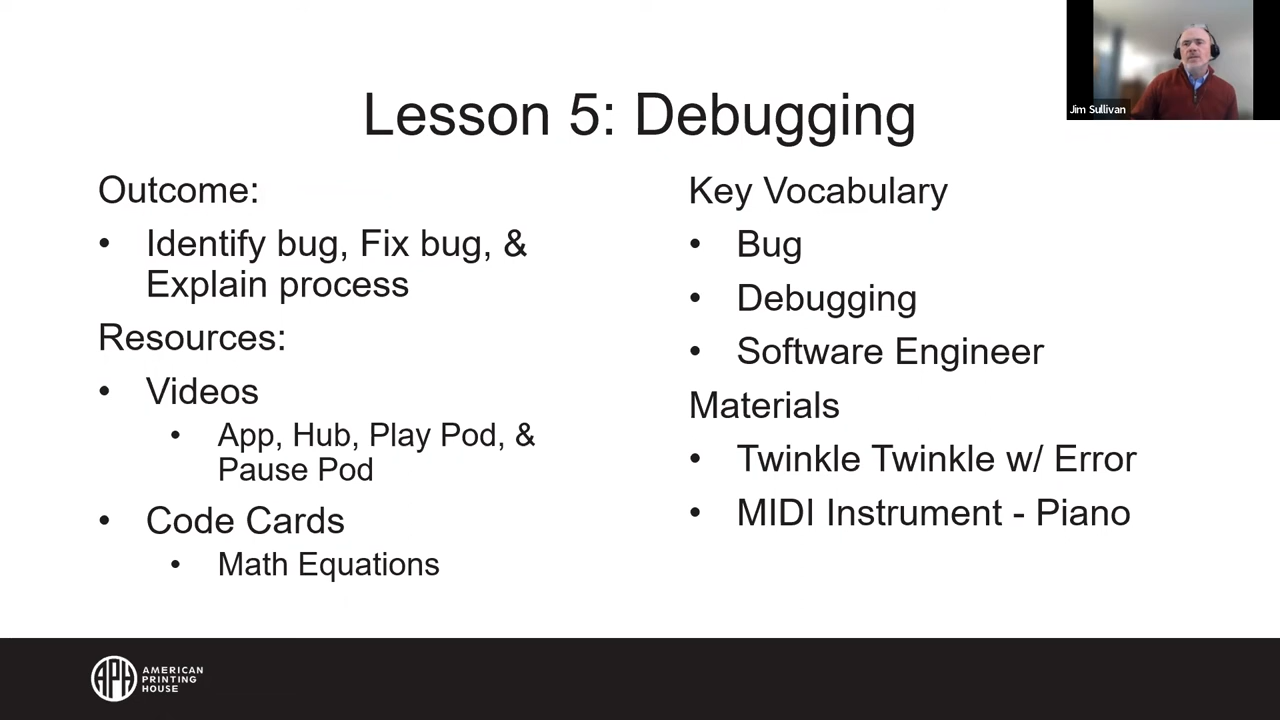 Jim Sullivan
Lesson 5: Debugging
Outcome:
• Identify bug, Fix bug, &
Explain process
Resources:
• Videos
• App, Hub, Play Pod, &
Pause Pod
• Code Cards
• Math Equations
Key Vocabulary
• Bug
• Debugging
• Software Engineer
Materials
• Twinkle Twinkle w/ Error
• MIDI Instrument - Piano
APH
AMERICAN
PRINTING
HOUSE